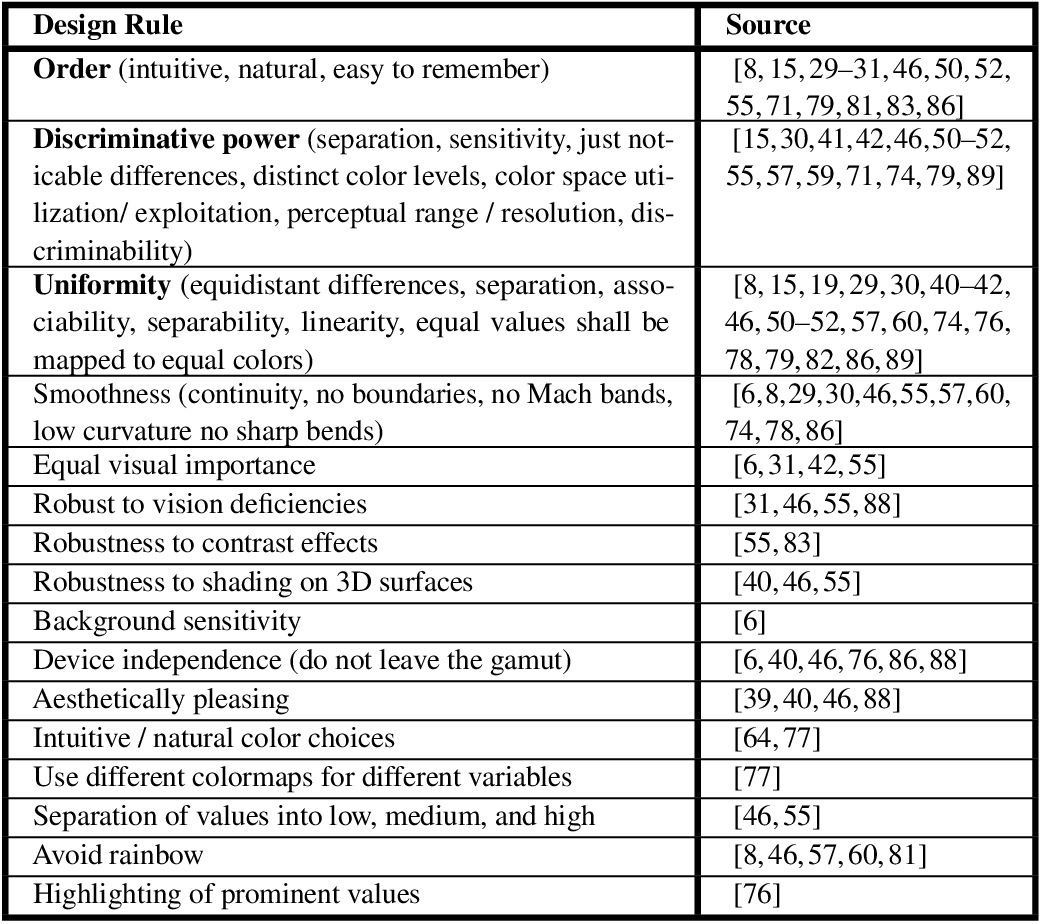 Design Rule Source
Order (intuitive, natural, easy to remember) [8, 15, 29–31, 46, 50, 52,
55, 71, 79, 81, 83, 86]
Discriminative power (separation, sensitivity, just not- [15, 30, 41, 42, 46, 50–52,
icable differences, distinct color levels, color space uti- 55, 57, 59, 71, 74, 79, 89]
lization/ exploitation, perceptual range / resolution, dis-
criminability)
Uniformity (equidistant differences, separation, asso- [8, 15, 19, 29, 30, 40–42,
ciability, separability, linearity, equal values shall be 46, 50–52, 57, 60, 74, 76,
mapped to equal colors) 78, 79, 82, 86, 89]
Smoothness (continuity, no boundaries, no Mach bands, [6, 8, 29, 30, 46, 55, 57, 60,
low curvature no sharp bends) 74, 78, 86]
Equal visual importance [6, 31, 42, 55]
Robust to vision deficiencies [31, 46, 55, 88]
Robustness to contrast effects [55, 83]
Robustness to shading on 3D surfaces [40, 46, 55]
Background sensitivity [6]
Device independence (do not leave the gamut) [6, 40, 46, 76, 86, 88]
Aesthetically pleasing [39, 40, 46, 88]
Intuitive / natural color choices [64, 77]
Use different colormaps for different variables [77]
Separation of values into low, medium, and high [46, 55]
Avoid rainbow [8, 46, 57, 60, 81]
Highlighting of prominent values [76]